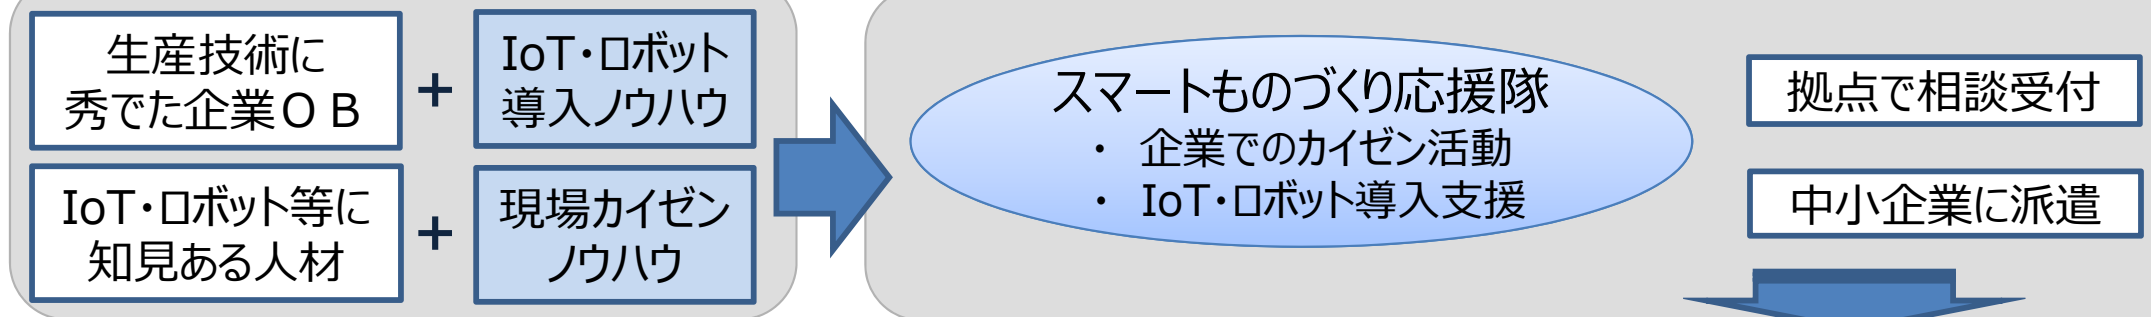 生産技術に
秀でた企業ＯＢ
+
IoT・ロボット
導入ノウハウ
IoT・ロボット等に
知見ある人材
+
現場カイゼン
ノウハウ
スマートものづくり応援隊
・ 企業でのカイゼン活動
・ IoT・ロボット導入支援
拠点で相談受付
中小企業に派遣